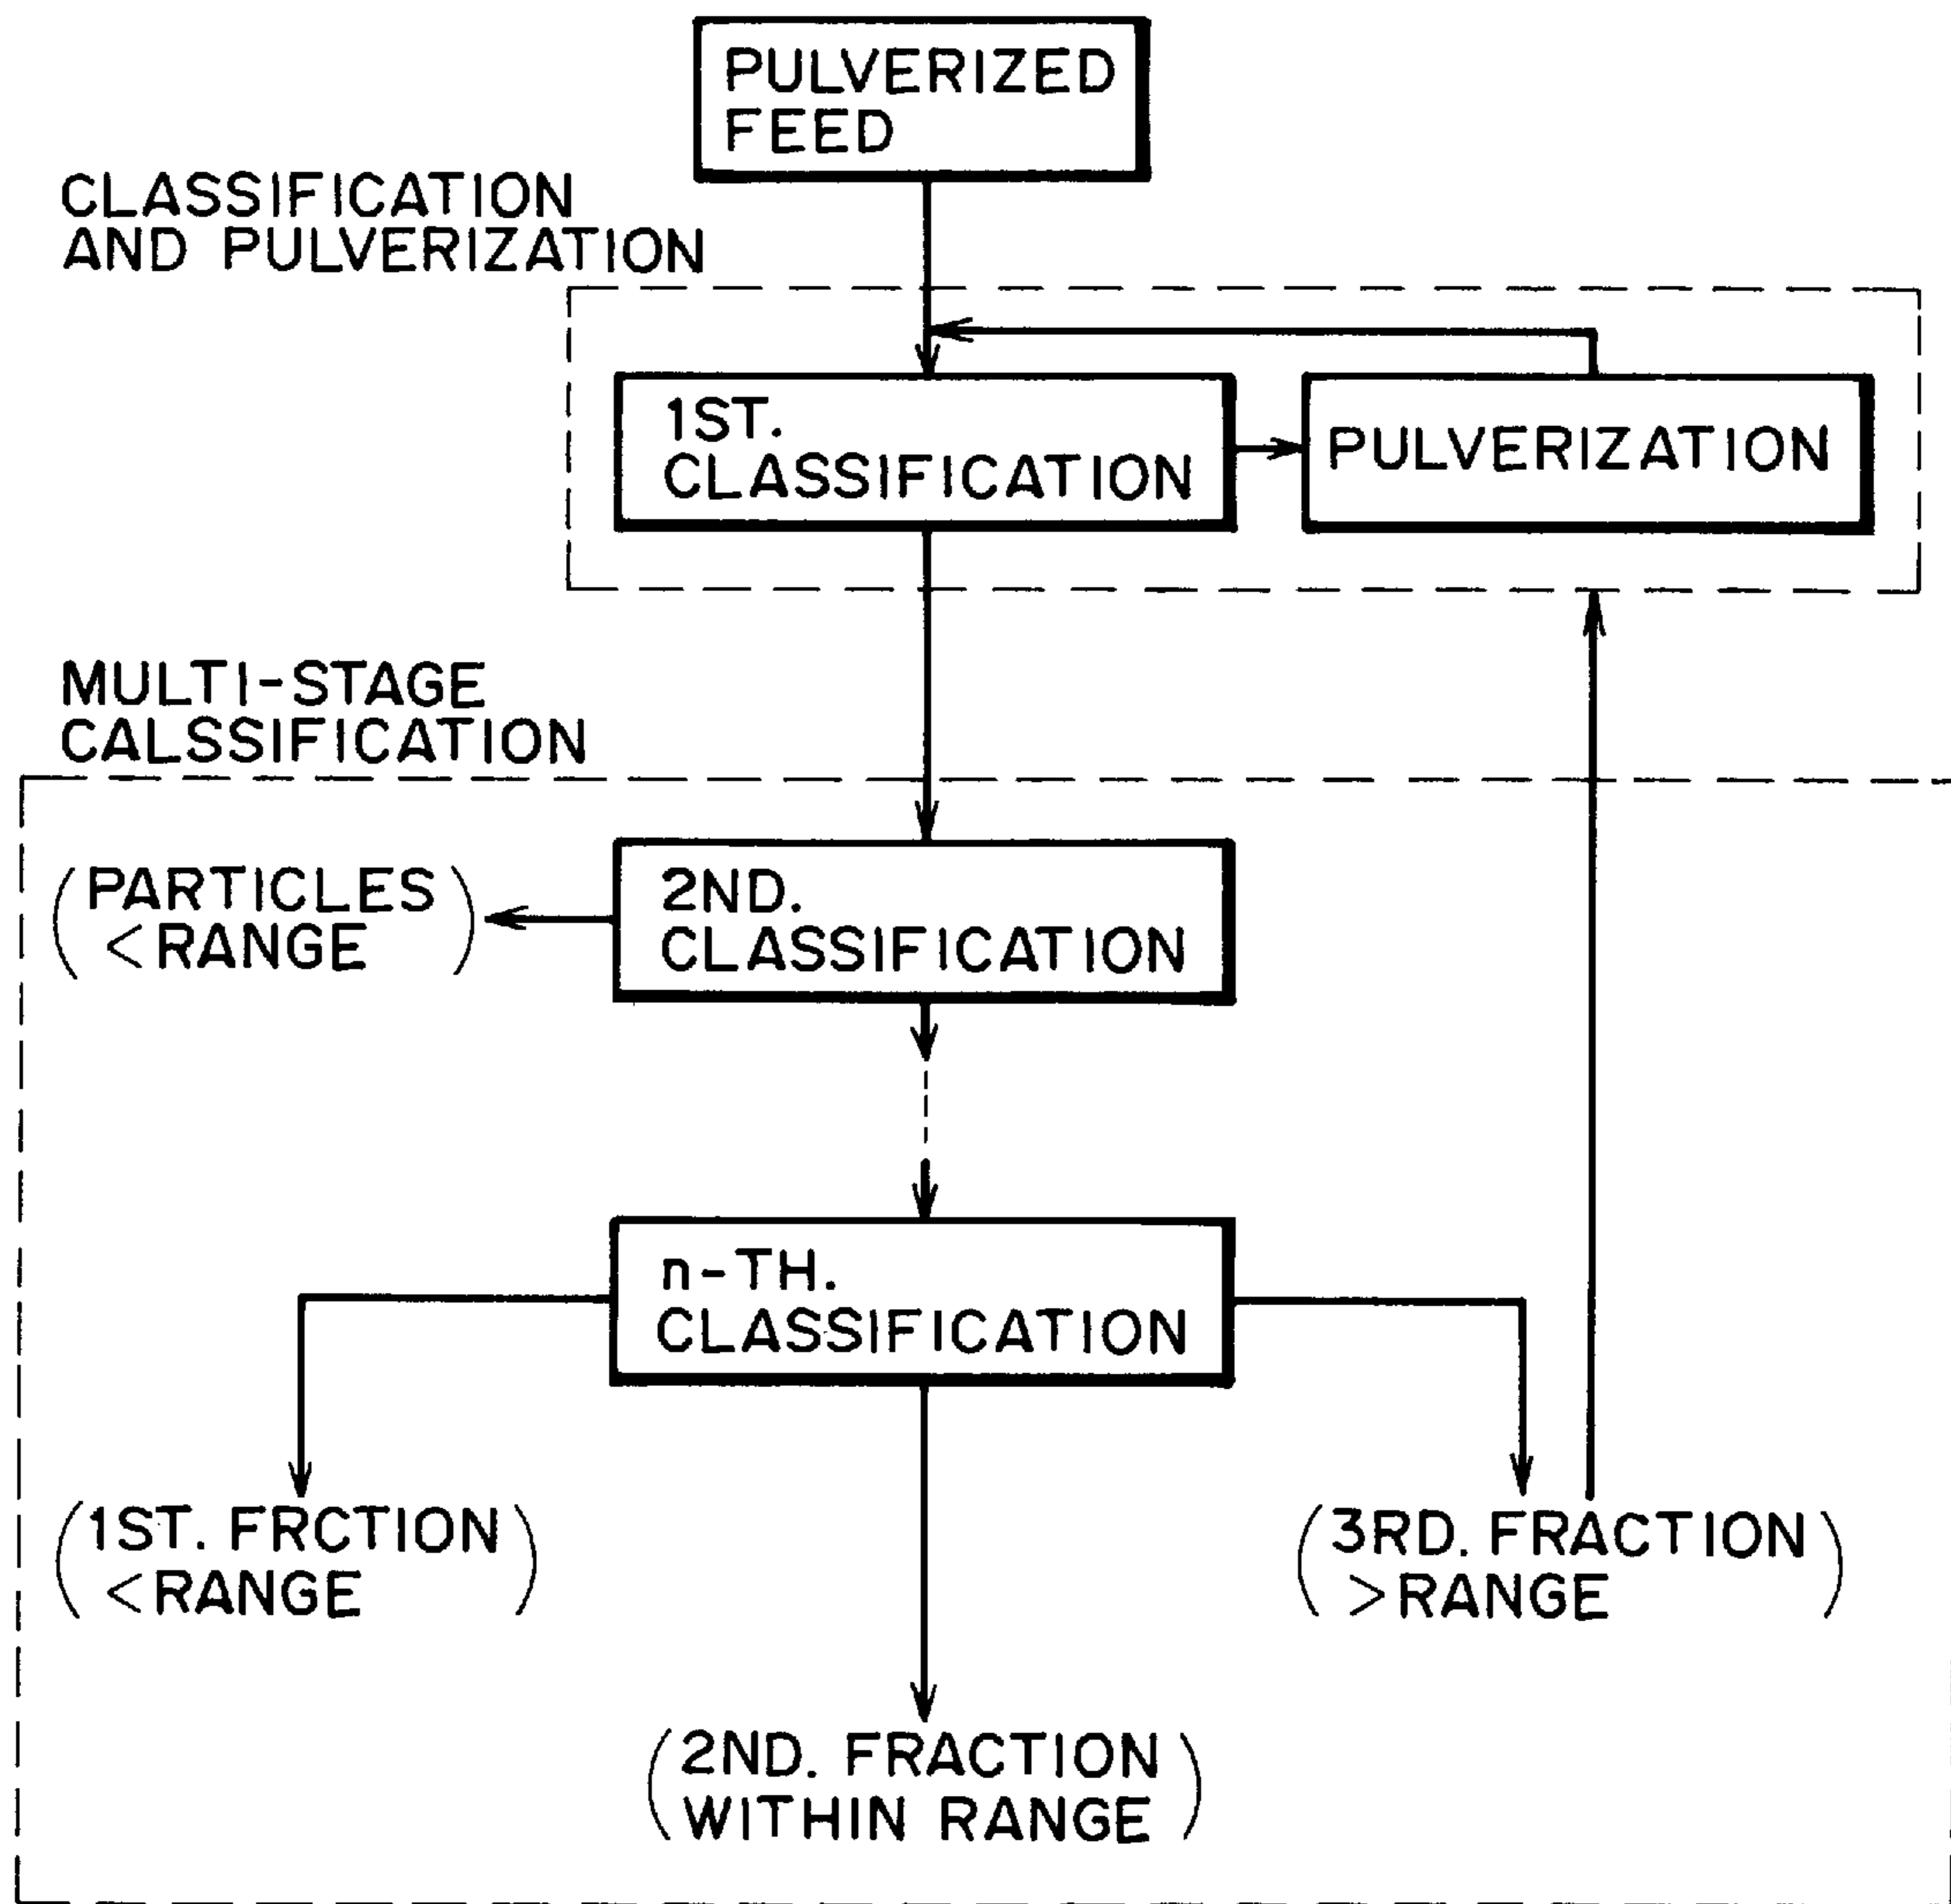 PULVERIZED
FEED
CLASSIFICATION
AND PULVERIZATION
1ST.
CLASSIFICATION
PULVERIZATION
MULTI-STAGE
CALSSIFICATION
(PARTICLES
<RANGE)
2ND.
CLASSIFICATION
n-TH.
CLASSIFICATION
(1ST. FRCTION
<RANGE)
(3RD. FRACTION
>RANGE)
(2ND. FRACTION
WITHIN RANGE)